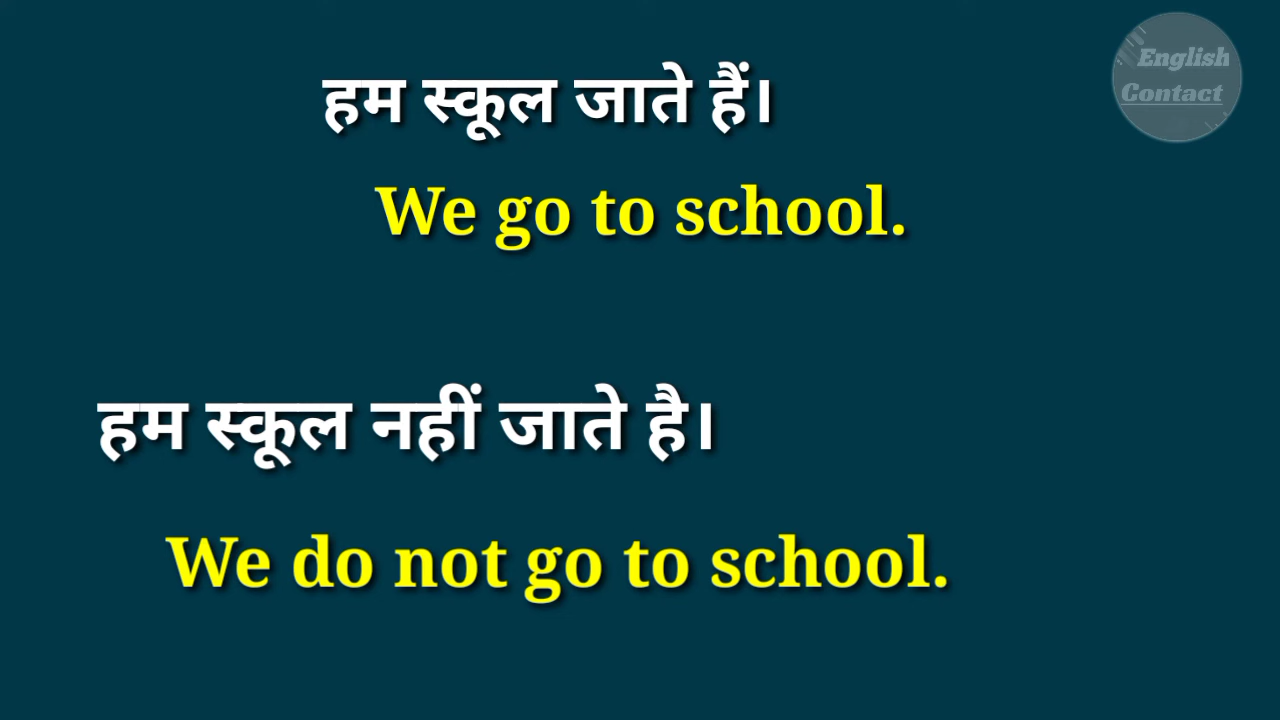 English
Contact
हम स्कूल जाते हैं।
We go to school.
हम स्कूल नहीं जाते है।
We do not go to school.